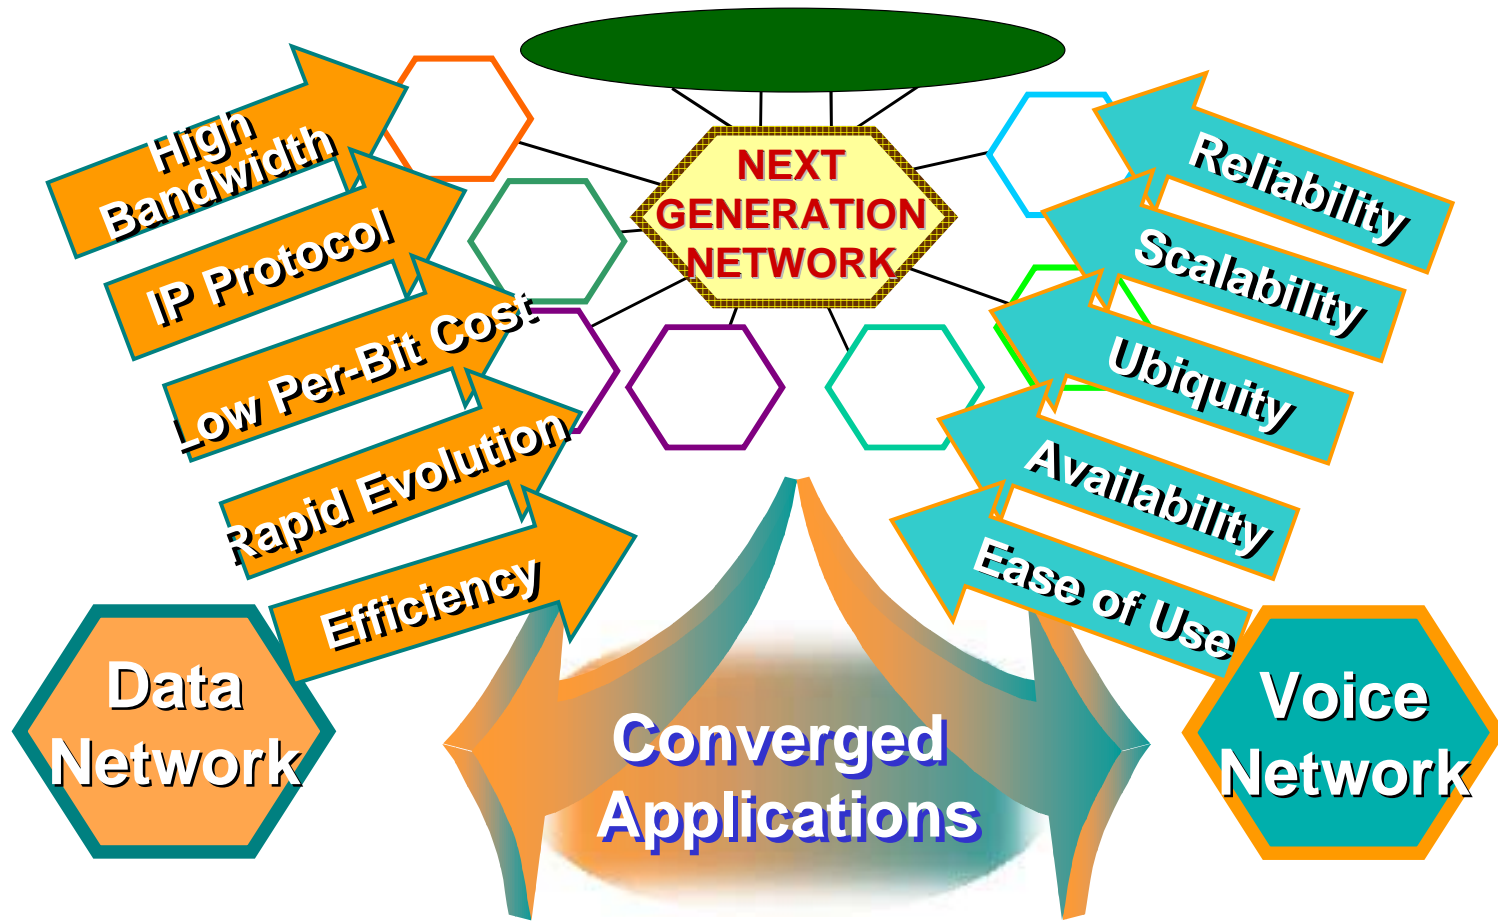 NEXT
GENERATION
NETWORK
High
Bandwidth
IP Protocol
Low Per-Bit Cost
Rapid Evolution
Efficiency
Reliability
Scalability
Ubiquity
Availability
Ease of Use
Data
Network
Converged
Applications
Voice
Network